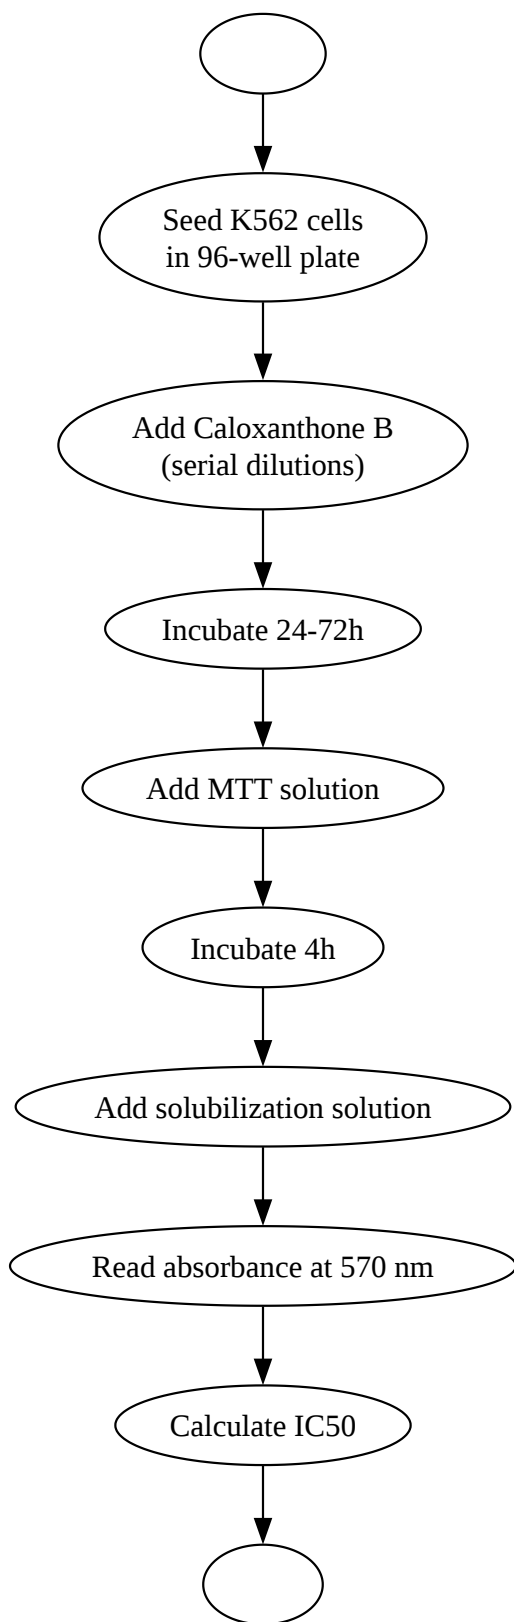 Seed K562 cells
in 96-well plate
Add Caloxanthone B
(serial dilutions)
Incubate 24-72h
Add MTT solution
Incubate 4h
Add solubilization solution
Read absorbance at 570 nm
Calculate IC50